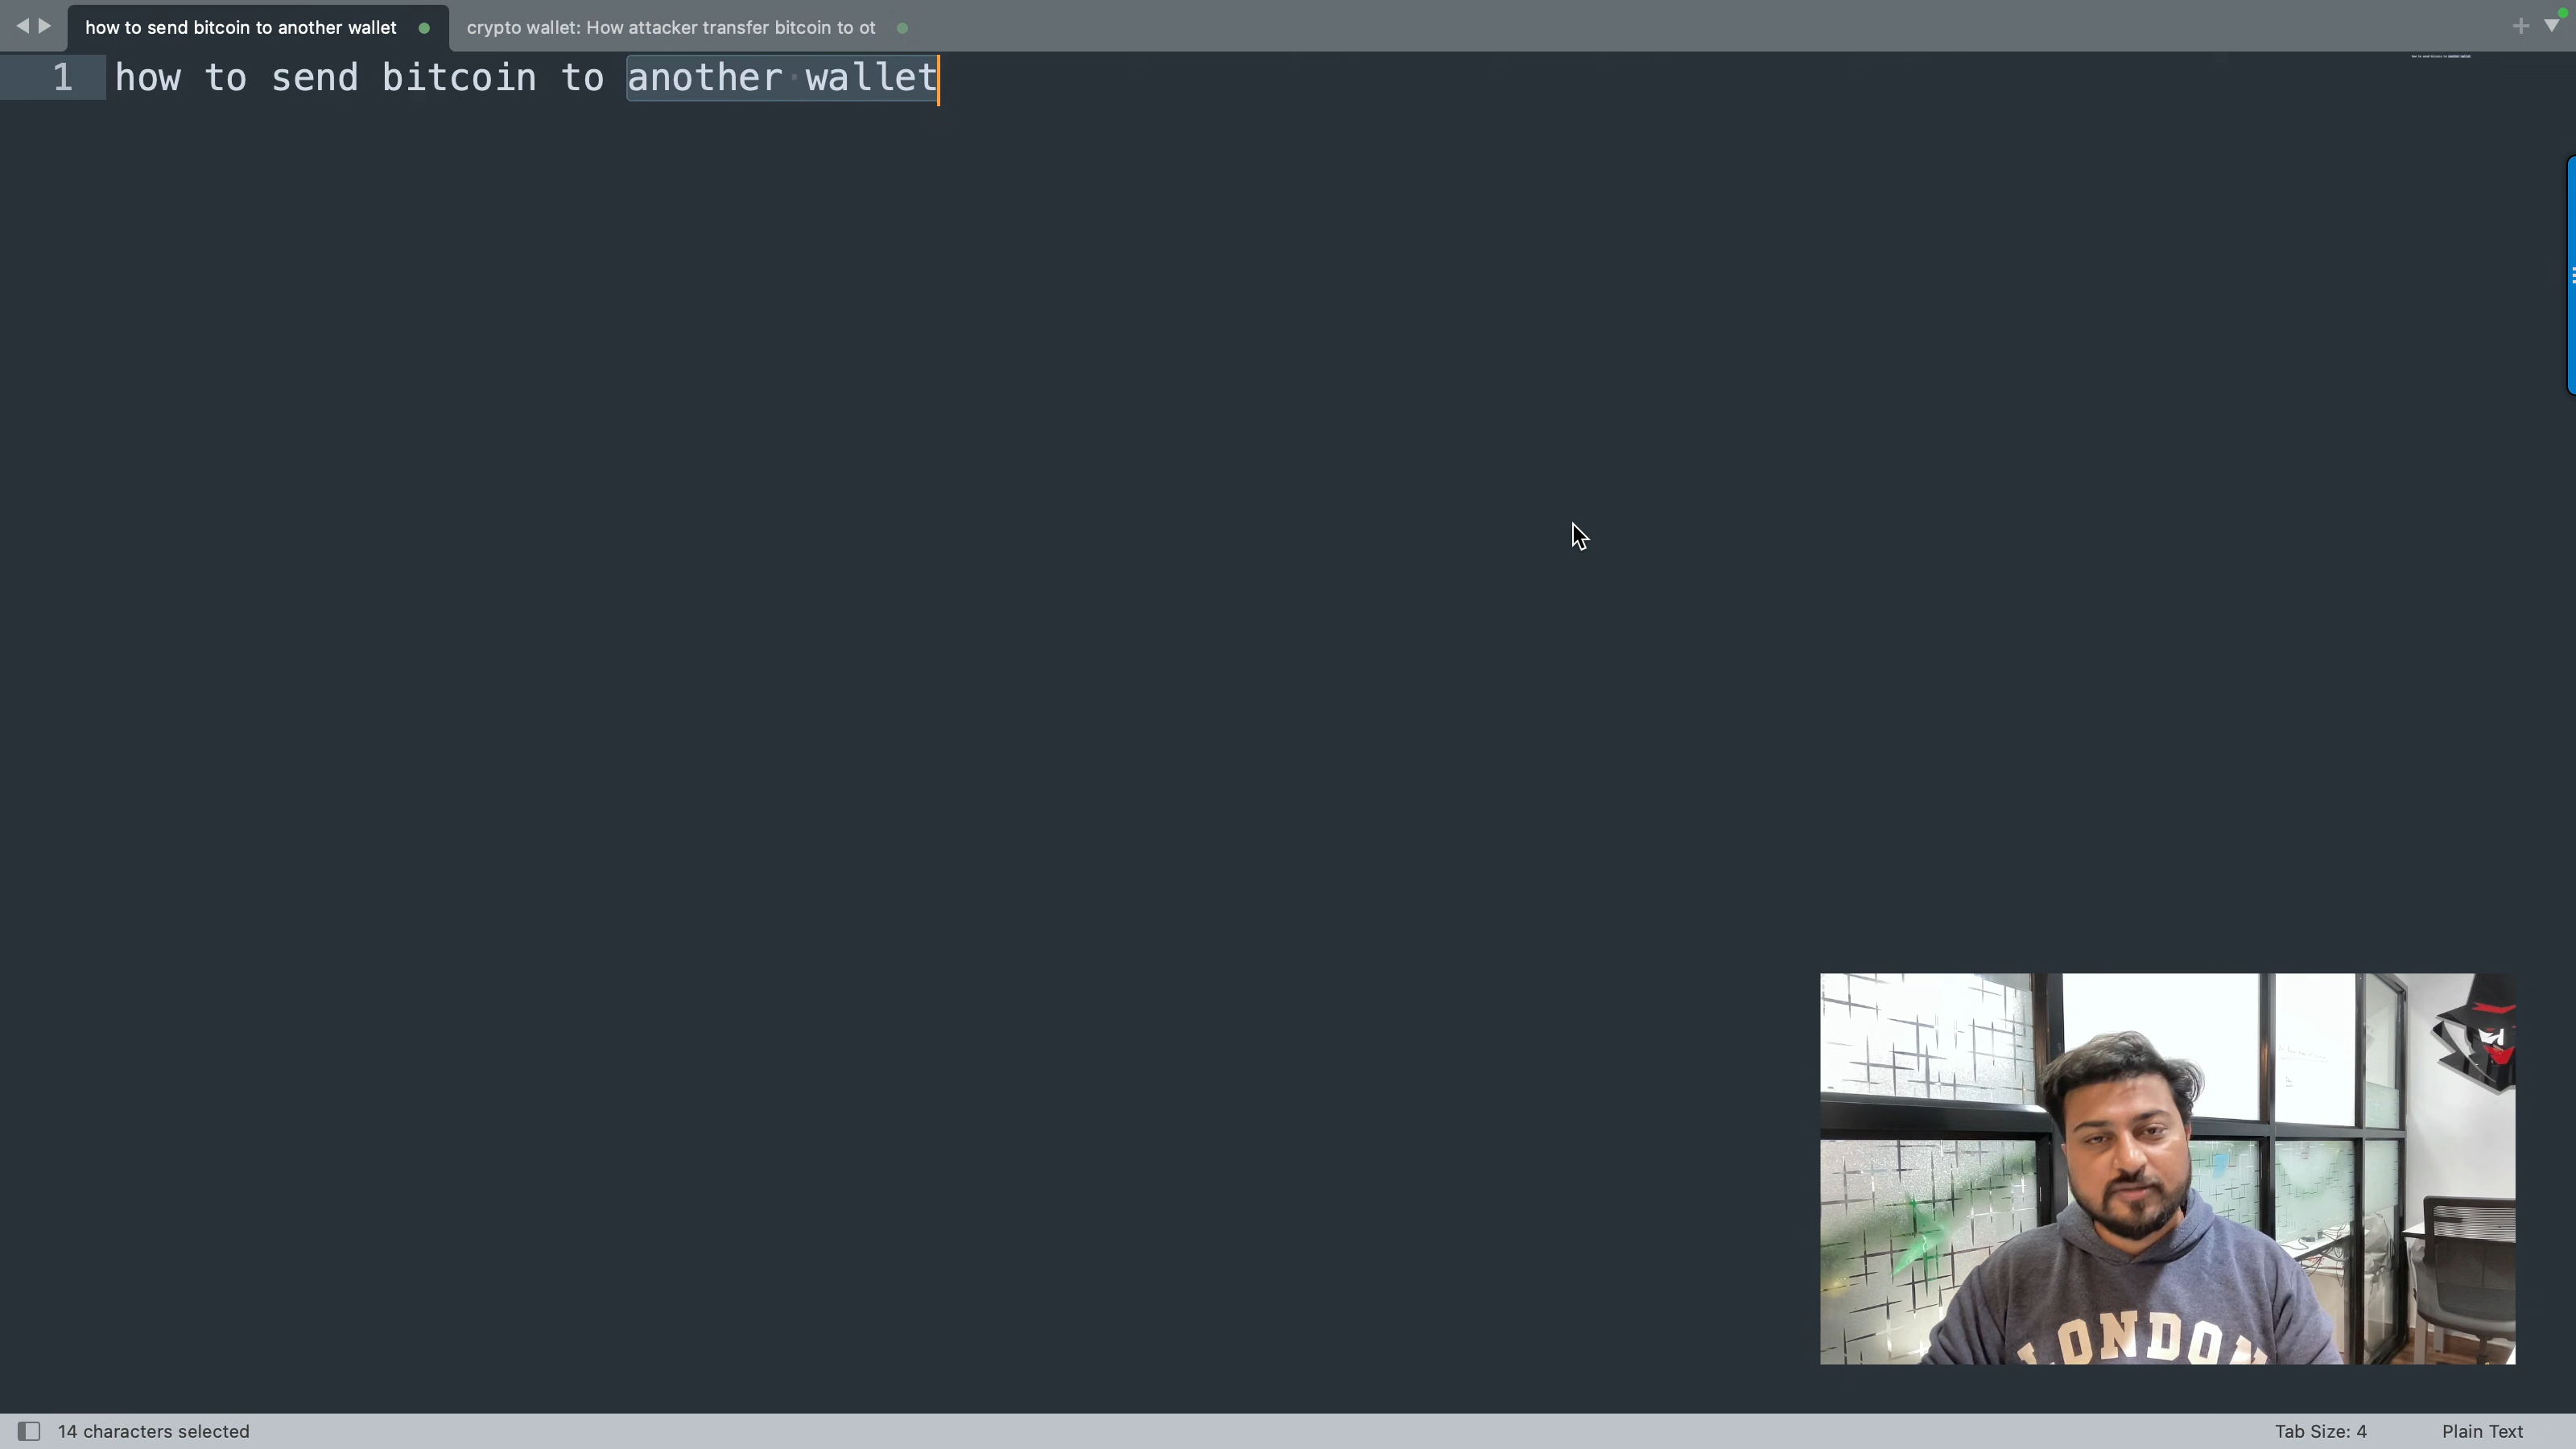 how to send bitcoin to another wallet
crypto wallet: How attacker transfer bitcoin to ot
1
how to send bitcoin to another wallet
LONDON
14 characters selected
Tab Size: 4
Plain Text